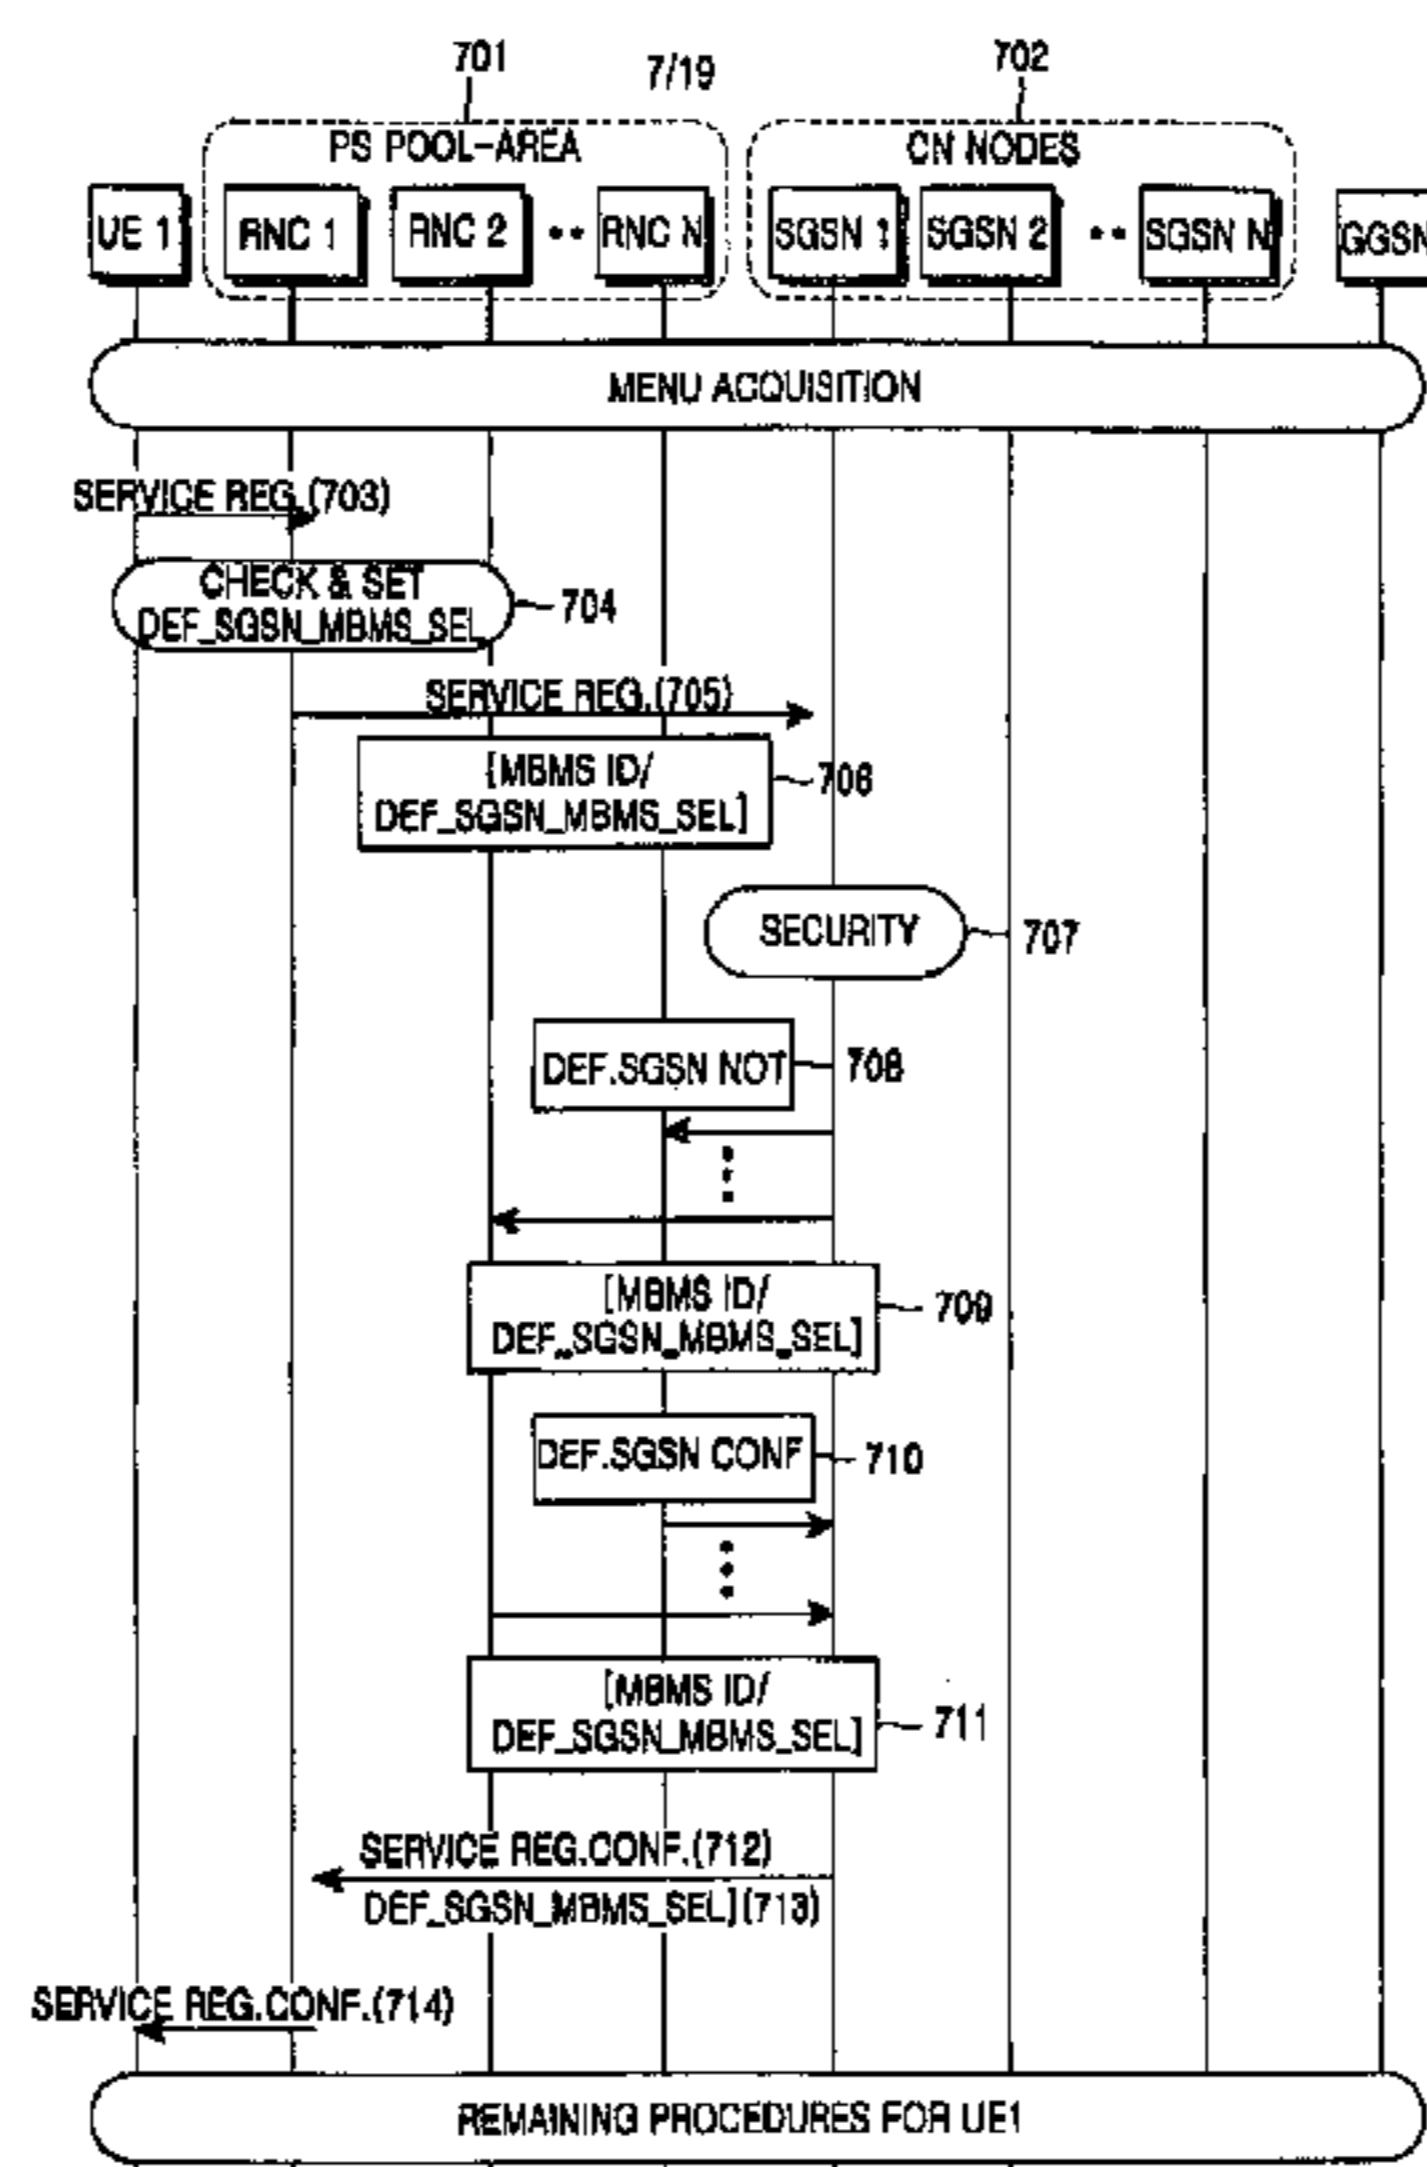 701
7/19
702
PS POOL-AREA
CN NODES
UE 1
RNC 1
RNC 2
RNC N
SGSN 1
SGSN 2
SGSN N
GGSN
MENU ACQUISITION
SERVICE REG.(703)
CHECK & SET
DEF_SGSN_MBMS_SEL
704
SERVICE REG.(705)
[MBMS ID/
DEF_SGSN_MBMS_SEL]
706
SECURITY
707
DEF.SGSN NOT
708
[MBMS ID/
DEF_SGSN_MBMS_SEL]
709
DEF.SGSN CONF
710
[MBMS ID/
DEF_SGSN_MBMS_SEL]
711
SERVICE REG.CONF.(712)
DEF_SGSN_MBMS_SEL](713)
SERVICE REG.CONF.(714)
REMAINING PROCEDURES FOR UE1